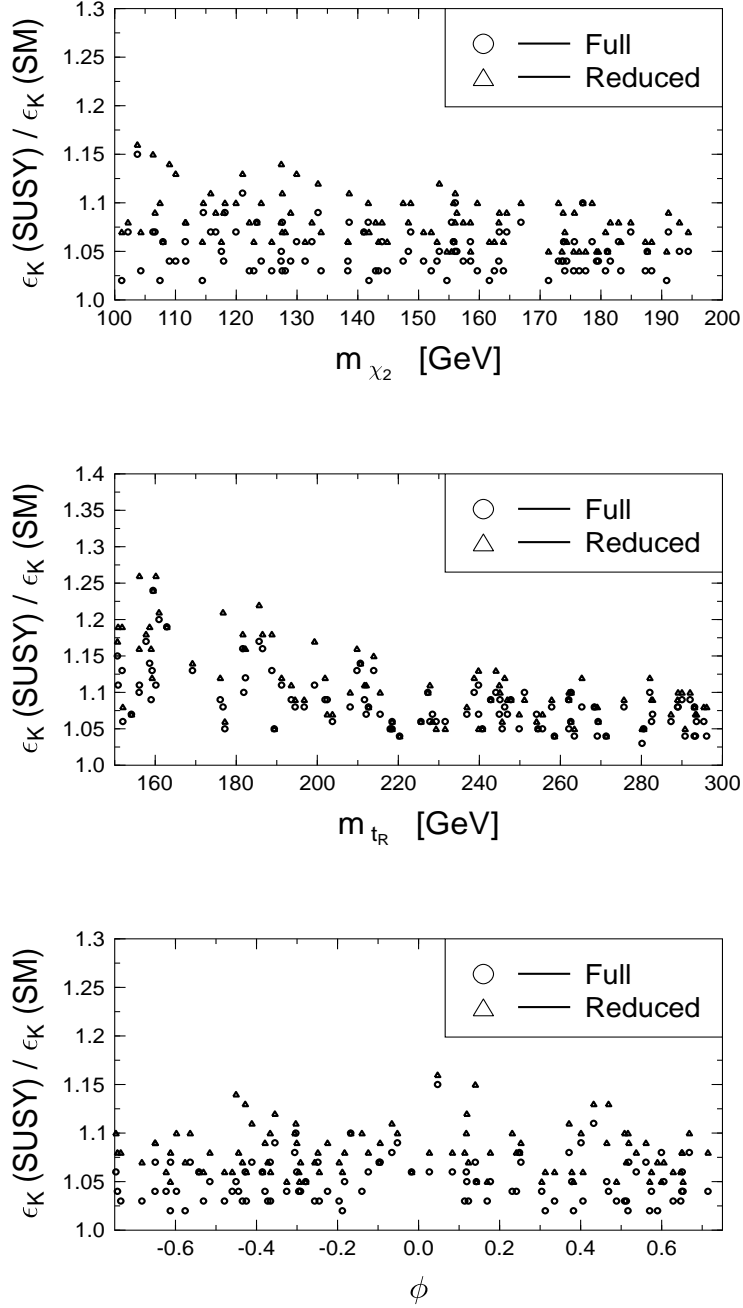 1.3
1.25
1.2
1.15
1.1
1.05
1.0
ϵK (SUSY) / ϵK (SM)
Full
Reduced
100 110 120 130 140 150 160 170 180 190 200
m χ2 [GeV]
1.4
1.35
1.3
1.25
1.2
1.15
1.1
1.05
1.0
ϵK (SUSY) / ϵK (SM)
Full
Reduced
160 180 200 220 240 260 280 300
m tR [GeV]
1.3
1.25
1.2
1.15
1.1
1.05
1.0
ϵK (SUSY) / ϵK (SM)
Full
Reduced
-0.6 -0.4 -0.2 0.0 0.2 0.4 0.6
ϕ